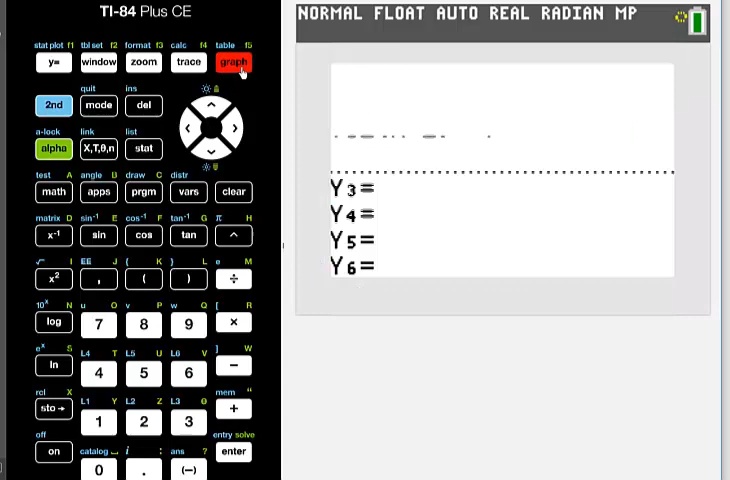 TI-84 Plus CE
NORMAL FLOAT AUTO REAL RADIAN MP
stat plot f1 tbl set f2 format f3 calc f4 table f5
y= window zoom trace graph
quit ins
2nd mode del
a-lock link list
alpha X,T,θ,n stat
test A angle B draw C distr
math apps prgm vars clear
matrix D sin⁻¹ E cos⁻¹ F tan⁻¹ G π H
x⁻¹ sin cos tan ^
√ I EE J { K } L e M
x² , ( ) ÷
10ˣ N u O v P w Q [ R
log 7 8 9 ×
eˣ S L4 T L5 U L6 V ] W
ln 4 5 6 −
rcl X L1 Y L2 Z L3 θ mem "
sto→ 1 2 3 +
off catalog i : ans ? entry solve
on 0 . (−) enter
Y3=
Y4=
Y5=
Y6=